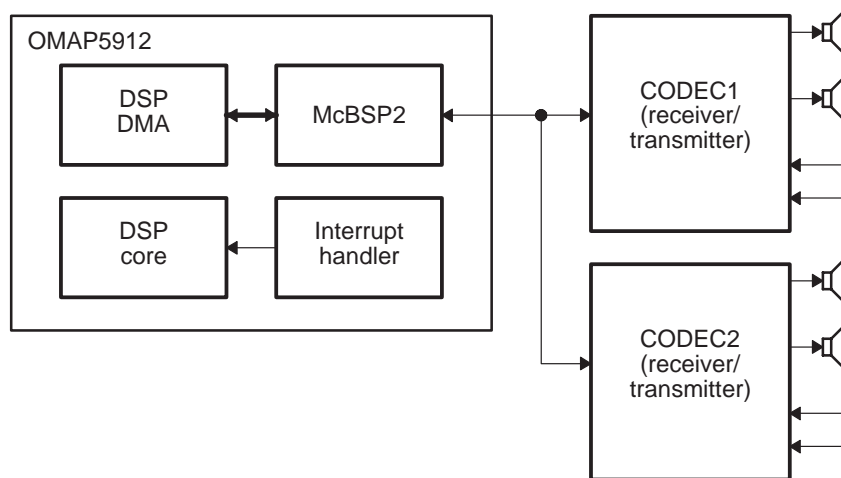 OMAP5912
DSP
DMA
McBSP2
DSP
core
Interrupt
handler
CODEC1
(receiver/
transmitter)
CODEC2
(receiver/
transmitter)